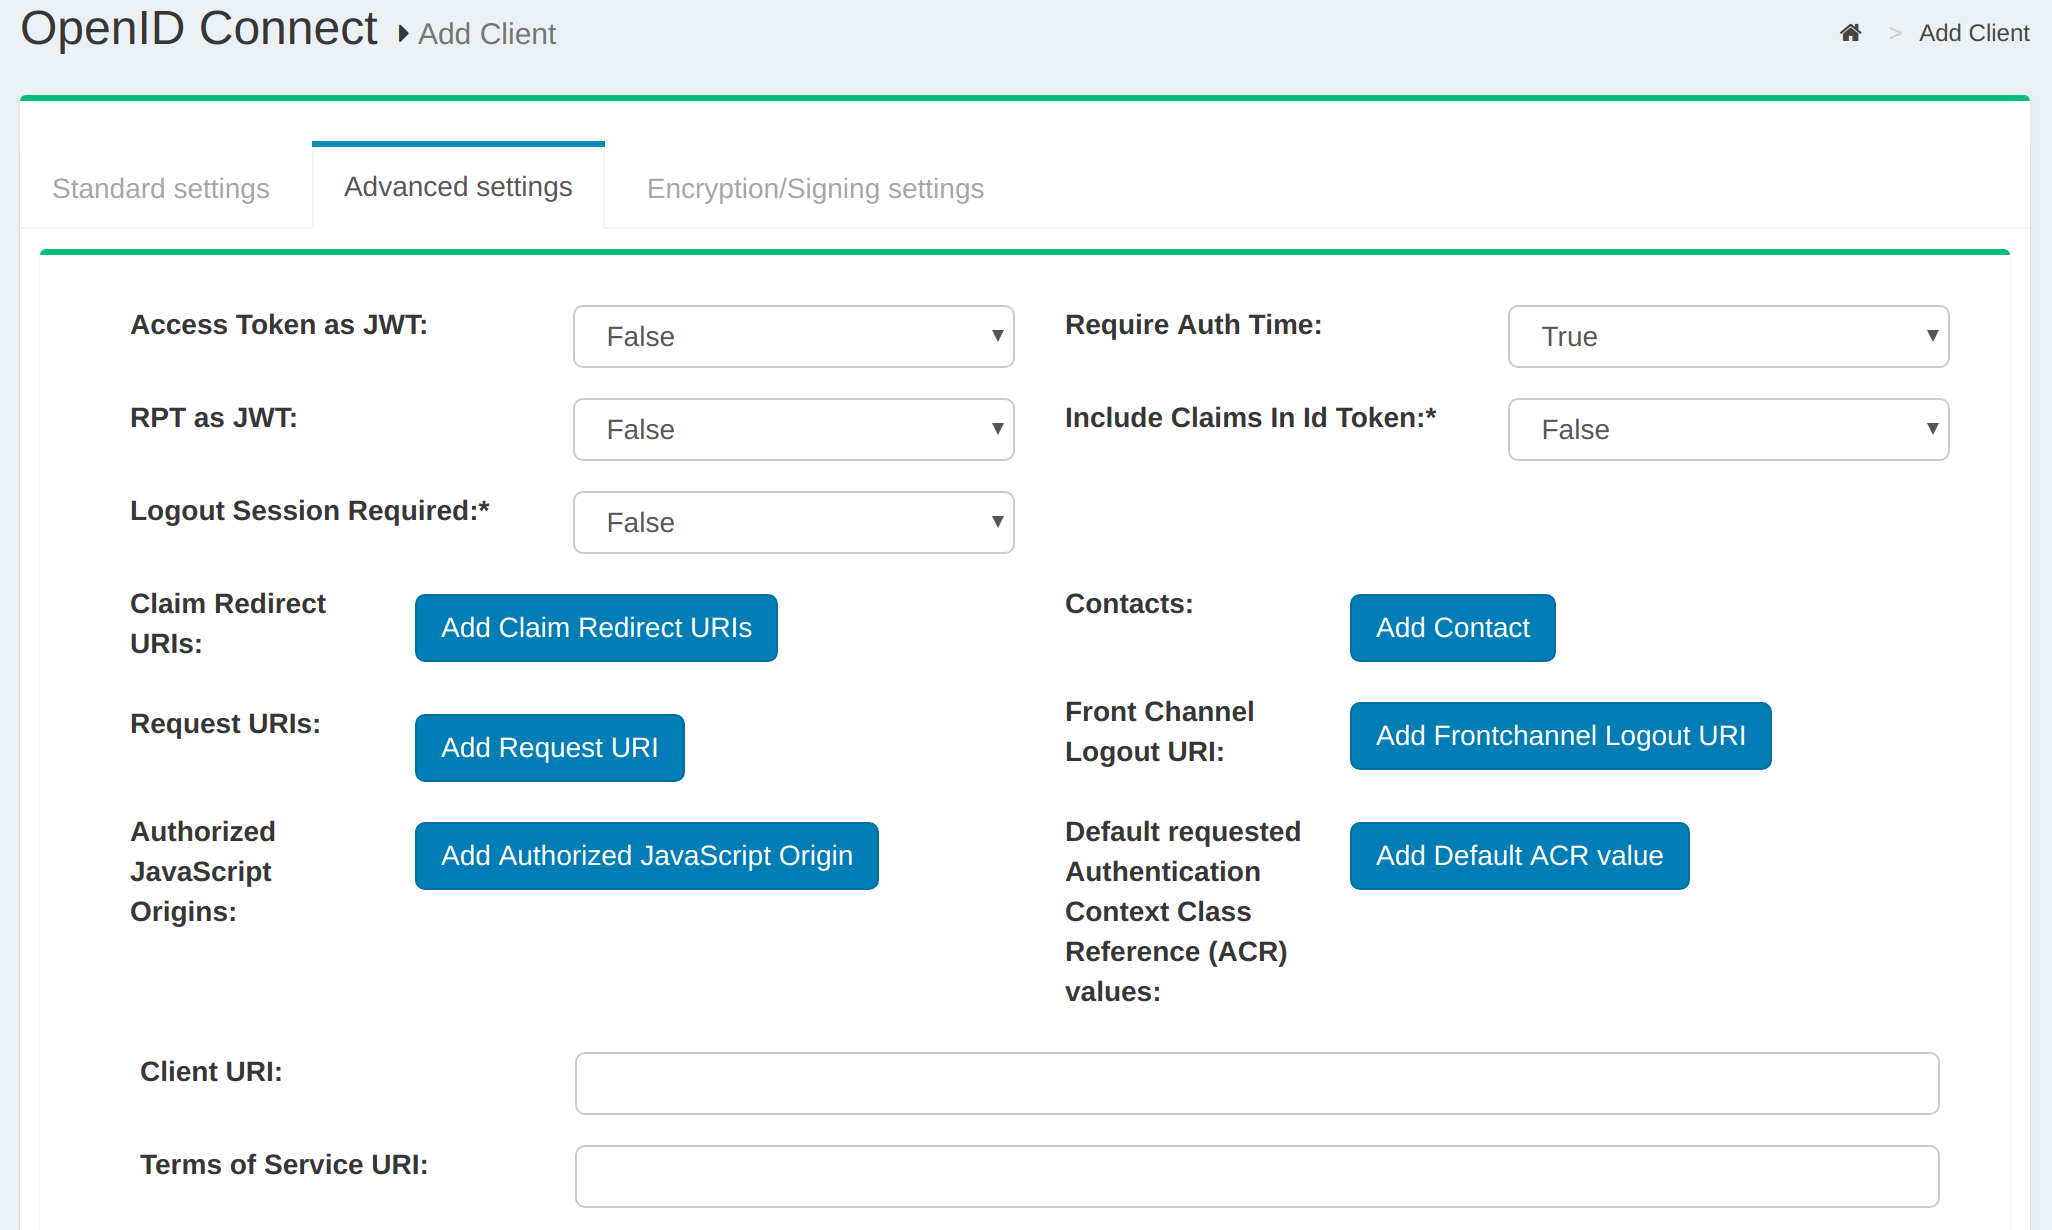 OpenID Connect Add Client
> Add Client
Standard settings
Advanced settings
Encryption/Signing settings
Access Token as JWT:
False
Require Auth Time:
True
RPT as JWT:
False
Include Claims In Id Token:*
False
Logout Session Required:*
False
Claim Redirect
URIs:
Add Claim Redirect URIs
Contacts:
Add Contact
Request URIs:
Add Request URI
Front Channel
Logout URI:
Add Frontchannel Logout URI
Authorized
JavaScript
Origins:
Add Authorized JavaScript Origin
Default requested
Authentication
Context Class
Reference (ACR)
values:
Add Default ACR value
Client URI:
Terms of Service URI: